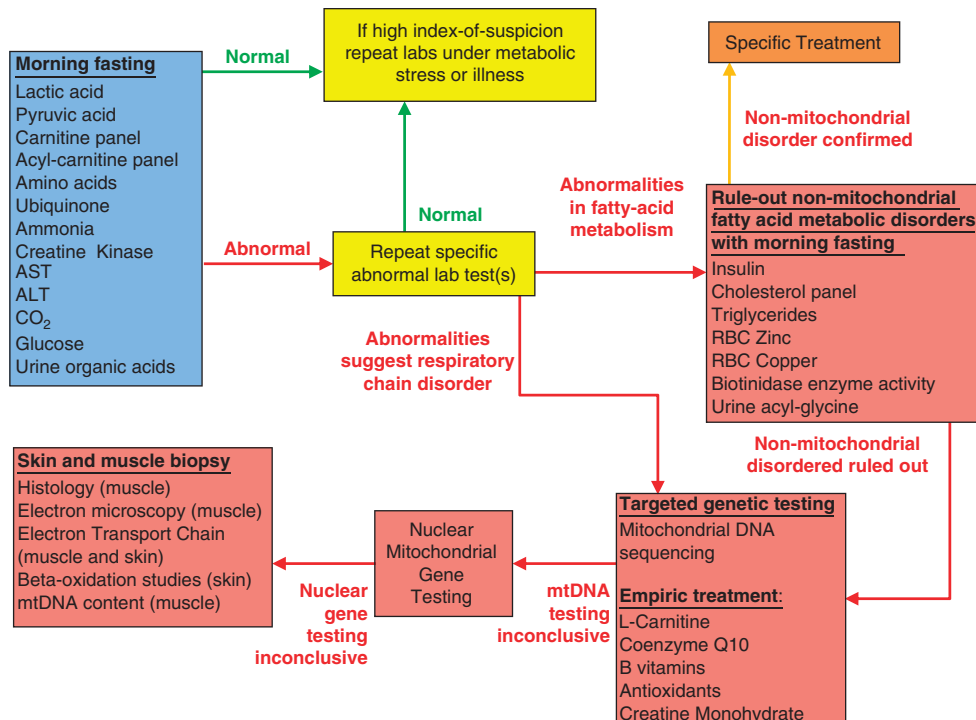 Morning fasting
Lactic acid
Pyruvic acid
Carnitine panel
Acyl-carnitine panel
Amino acids
Ubiquinone
Ammonia
Creatine Kinase
AST
ALT
CO₂
Glucose
Urine organic acids
Normal
If high index-of-suspicion
repeat labs under metabolic
stress or illness
Abnormal
Normal
Repeat specific
abnormal lab test(s)
Abnormalities
in fatty-acid
metabolism
Specific Treatment
Non-mitochondrial
disorder confirmed
Rule-out non-mitochondrial
fatty acid metabolic disorders
with morning fasting
Insulin
Cholesterol panel
Triglycerides
RBC Zinc
RBC Copper
Biotinidase enzyme activity
Urine acyl-glycine
Abnormalities
suggest respiratory
chain disorder
Non-mitochondrial
disordered ruled out
Targeted genetic testing
Mitochondrial DNA
sequencing
Empiric treatment:
L-Carnitine
Coenzyme Q10
B vitamins
Antioxidants
Creatine Monohydrate
mtDNA
testing
inconclusive
Nuclear
Mitochondrial
Gene
Testing
Nuclear
gene
testing
inconclusive
Skin and muscle biopsy
Histology (muscle)
Electron microscopy (muscle)
Electron Transport Chain
(muscle and skin)
Beta-oxidation studies (skin)
mtDNA content (muscle)